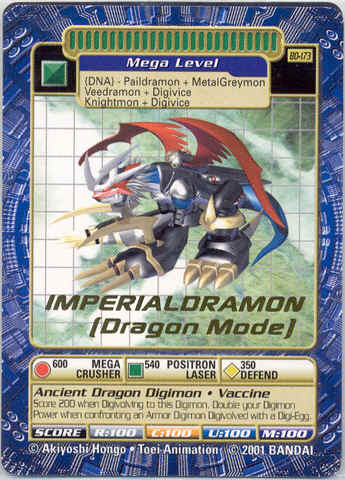 BO-173
Mega Level
(DNA) - Paildramon + MetalGreymon
Veedramon + Digivice
Knightmon + Digivice
IMPERIALDRAMON
(Dragon Mode)
600 MEGA CRUSHER
540 POSITRON LASER
350 DEFEND
Ancient Dragon Digimon • Vaccine
Score 200 when Digivolving to this Digimon. Double your Digimon
Power when confronting an Armor Digimon Digivolved with a Digi-Egg.
SCORE R:100 C:100 U:100 M:100
© Akiyoshi Hongo • Toei Animation © 2001 BANDAI